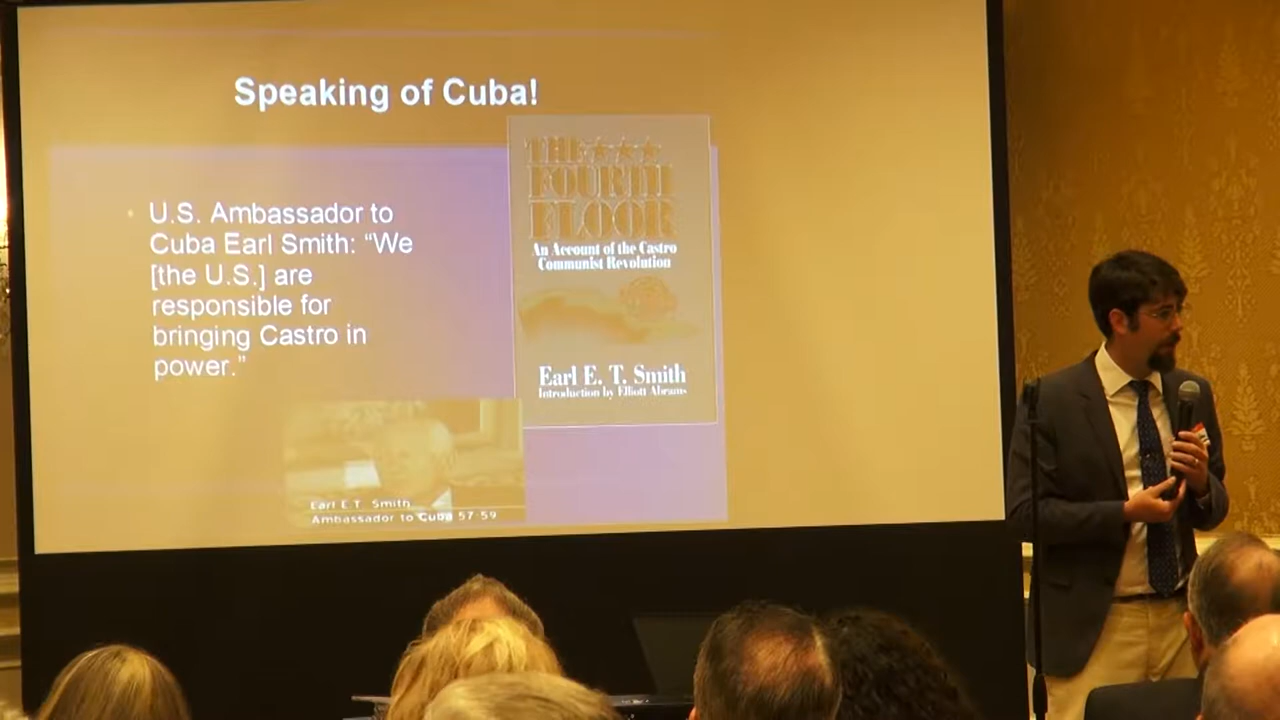 Speaking of Cuba!
U.S. Ambassador to
Cuba Earl Smith: “We
[the U.S.] are
responsible for
bringing Castro in
power.”
THE
FOURTH
FLOOR
An Account of the Castro
Communist Revolution
Earl E. T. Smith
Introduction by Elliott Abrams
Earl E.T. Smith
Ambassador to Cuba 57-59